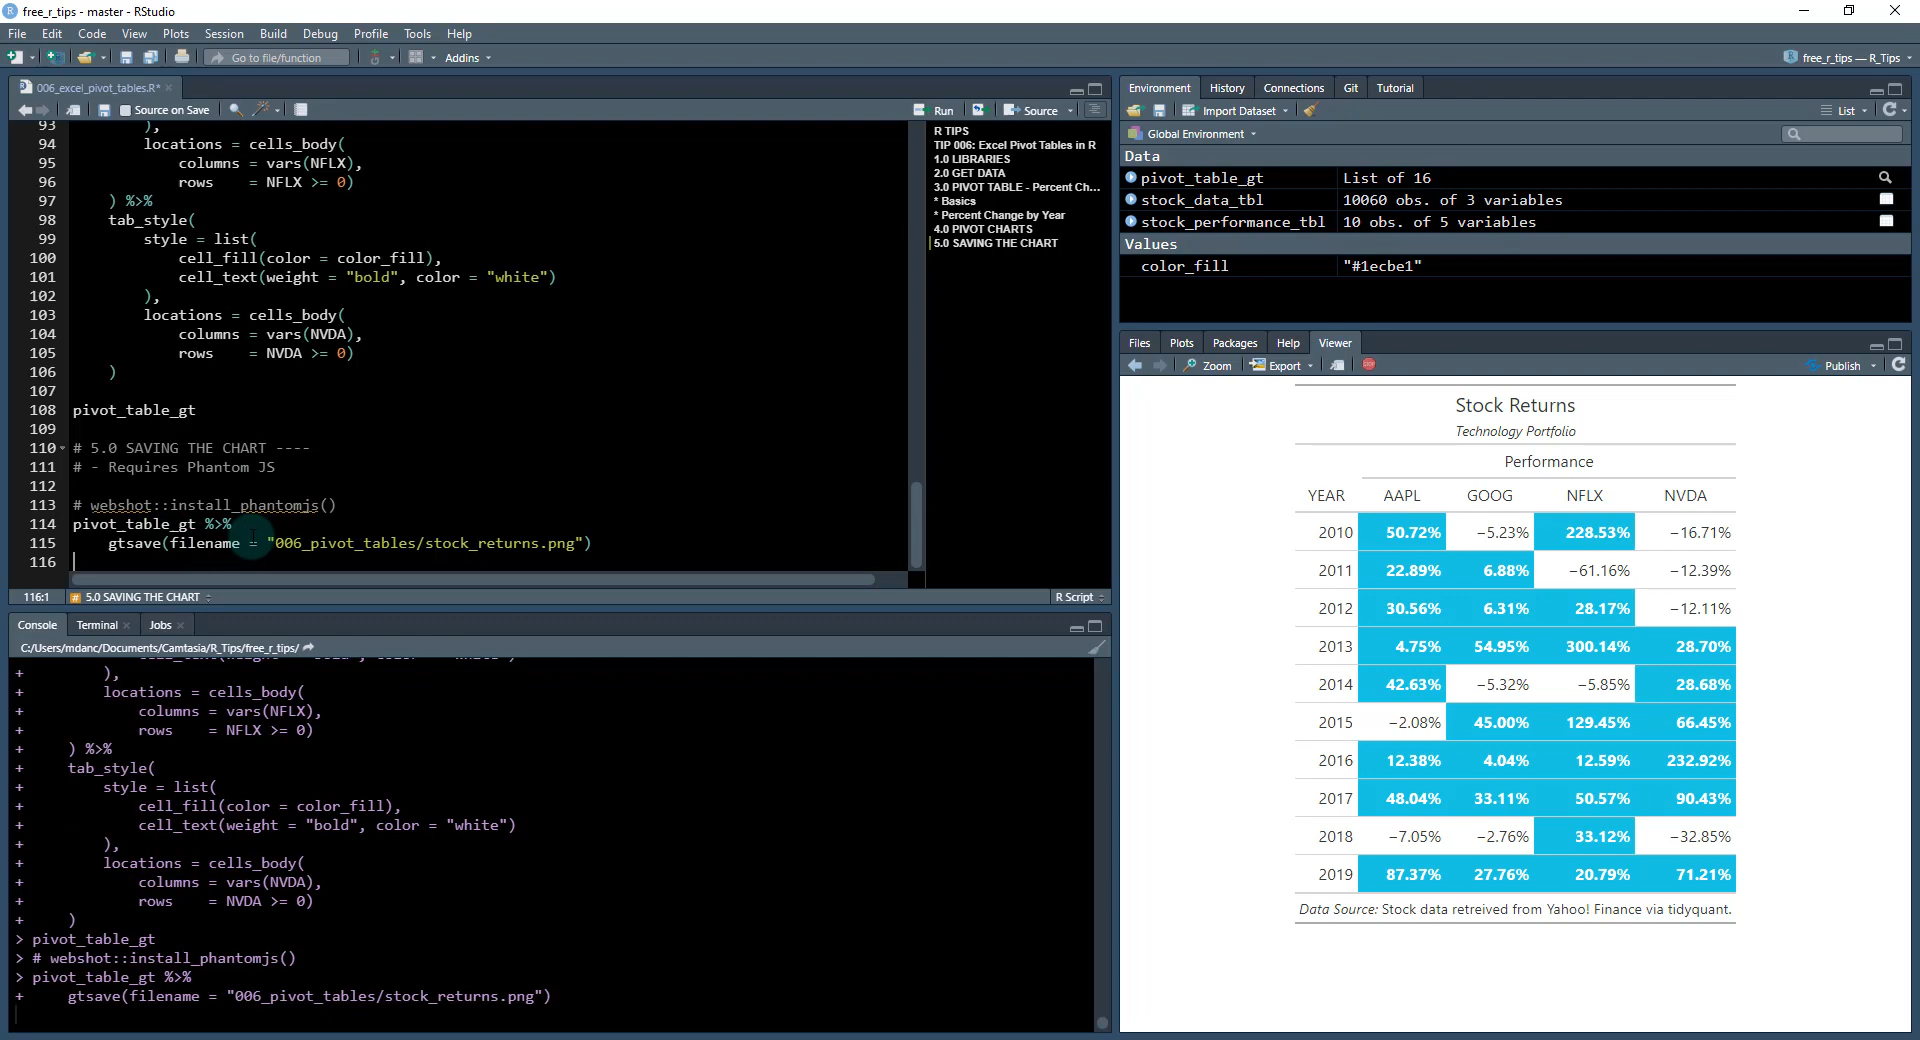 free_r_tips - master - RStudio
File Edit Code View Plots Session Build Debug Profile Tools Help
Go to file/function Addins free_r_tips — R_Tips
006_excel_pivot_tables.R*
Source on Save Run Source
93 ),
94 locations = cells_body(
95 columns = vars(NFLX),
96 rows = NFLX >= 0)
97 ) %>%
98 tab_style(
99 style = list(
100 cell_fill(color = color_fill),
101 cell_text(weight = "bold", color = "white")
102 ),
103 locations = cells_body(
104 columns = vars(NVDA),
105 rows = NVDA >= 0)
106 )
107
108 pivot_table_gt
109
110 # 5.0 SAVING THE CHART ----
111 # - Requires Phantom JS
112
113 # webshot::install_phantomjs()
114 pivot_table_gt %>%
115 gtsave(filename = "006_pivot_tables/stock_returns.png")
116
R TIPS
TIP 006: Excel Pivot Tables in R
1.0 LIBRARIES
2.0 GET DATA
3.0 PIVOT TABLE - Percent Ch...
* Basics
* Percent Change by Year
4.0 PIVOT CHARTS
5.0 SAVING THE CHART
116:1 # 5.0 SAVING THE CHART R Script
Console Terminal Jobs
C:/Users/mdanc/Documents/Camtasia/R_Tips/free_r_tips/
+ ),
+ locations = cells_body(
+ columns = vars(NFLX),
+ rows = NFLX >= 0)
+ ) %>%
+ tab_style(
+ style = list(
+ cell_fill(color = color_fill),
+ cell_text(weight = "bold", color = "white")
+ ),
+ locations = cells_body(
+ columns = vars(NVDA),
+ rows = NVDA >= 0)
+ )
> pivot_table_gt
> # webshot::install_phantomjs()
> pivot_table_gt %>%
+ gtsave(filename = "006_pivot_tables/stock_returns.png")
Environment History Connections Git Tutorial
Import Dataset List
Global Environment
Data
pivot_table_gt List of 16
stock_data_tbl 10060 obs. of 3 variables
stock_performance_tbl 10 obs. of 5 variables
Values
color_fill "#1ecbe1"
Files Plots Packages Help Viewer
Zoom Export Publish
Stock Returns
Technology Portfolio
Performance
YEAR AAPL GOOG NFLX NVDA
2010 50.72% −5.23% 228.53% −16.71%
2011 22.89% 6.88% −61.16% −12.39%
2012 30.56% 6.31% 28.17% −12.11%
2013 4.75% 54.95% 300.14% 28.70%
2014 42.63% −5.32% −5.85% 28.68%
2015 −2.08% 45.00% 129.45% 66.45%
2016 12.38% 4.04% 12.59% 232.92%
2017 48.04% 33.11% 50.57% 90.43%
2018 −7.05% −2.76% 33.12% −32.85%
2019 87.37% 27.76% 20.79% 71.21%
Data Source: Stock data retreived from Yahoo! Finance via tidyquant.